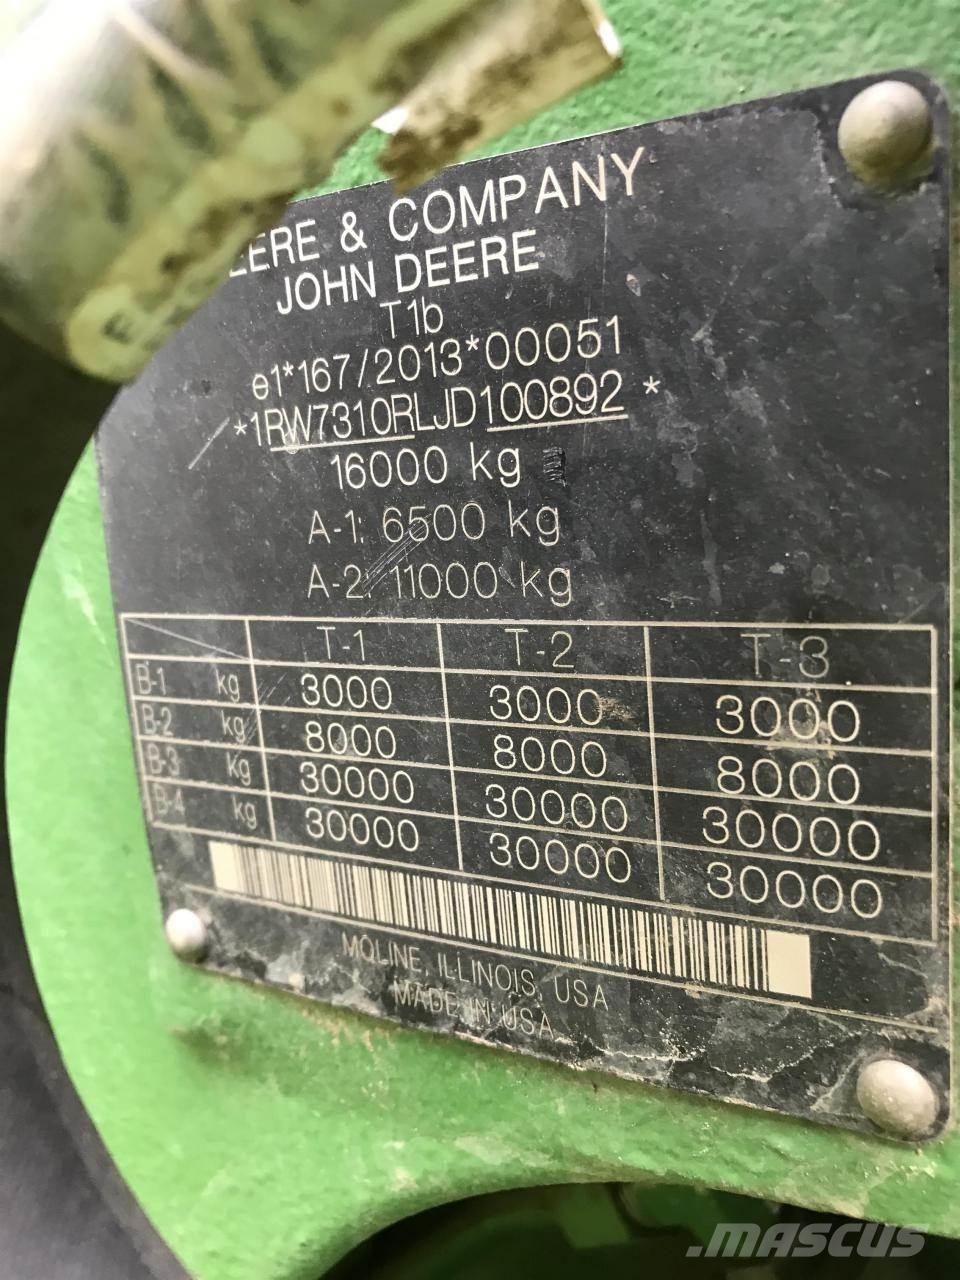 EERE & COMPANY
JOHN DEERE
T1b
e1*167/2013*00051
*1RW7310RLJD100892*
16000 kg
A-1: 6500 kg
A-2: 11000 kg
T-1 T-2 T-3
B-1 kg 3000 3000 3000
B-2 kg 8000 8000 8000
B-3 kg 30000 30000 30000
B-4 kg 30000 30000 30000
MOLINE, ILLINOIS, USA
MADE IN USA
.MASCUS